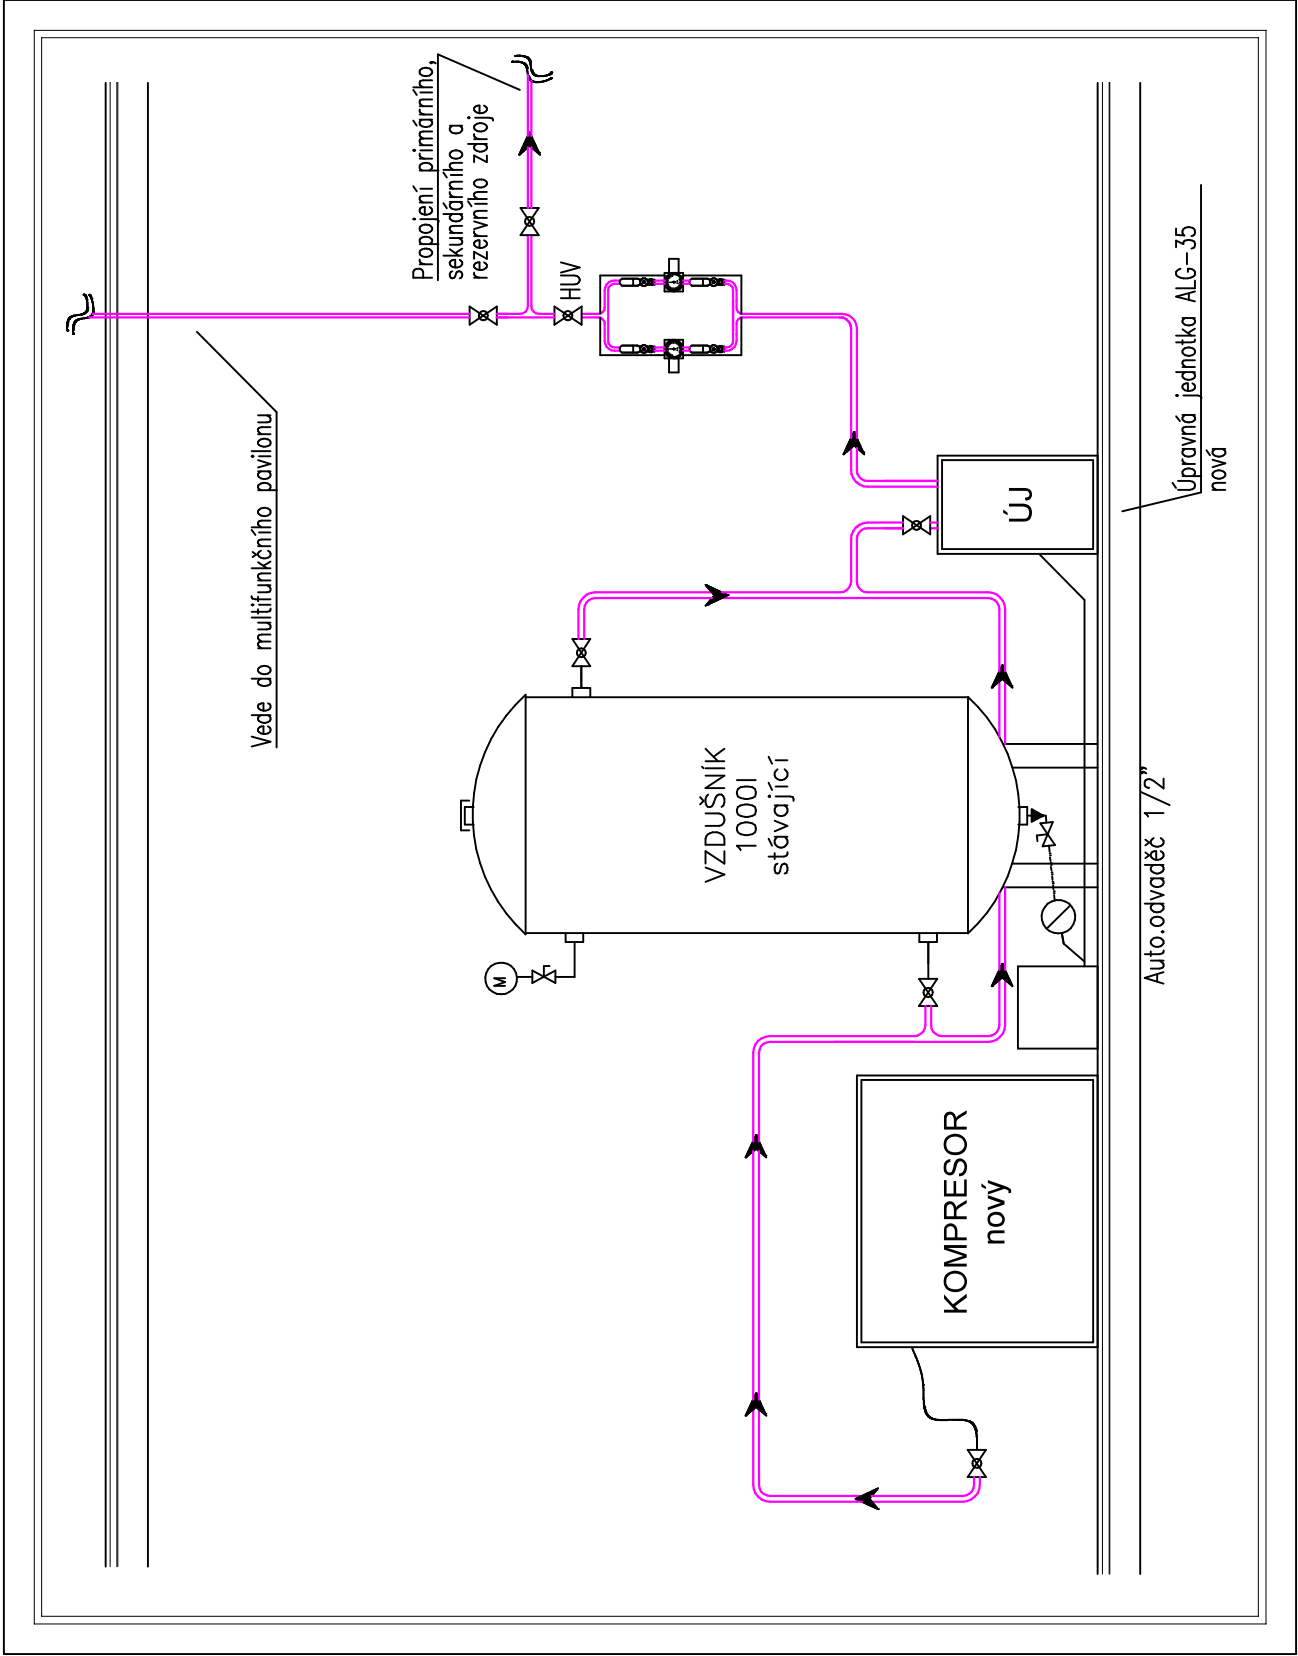 Propojení primárního,
sekundárního a
rezervního zdroje
Vede do multifunkčního pavilonu
HUV
Úpravná jednotka ALG-35
nová
ÚJ
VZDUŠNÍK
1000l
stávající
M
Auto.odvaděč 1/2"
KOMPRESOR
nový